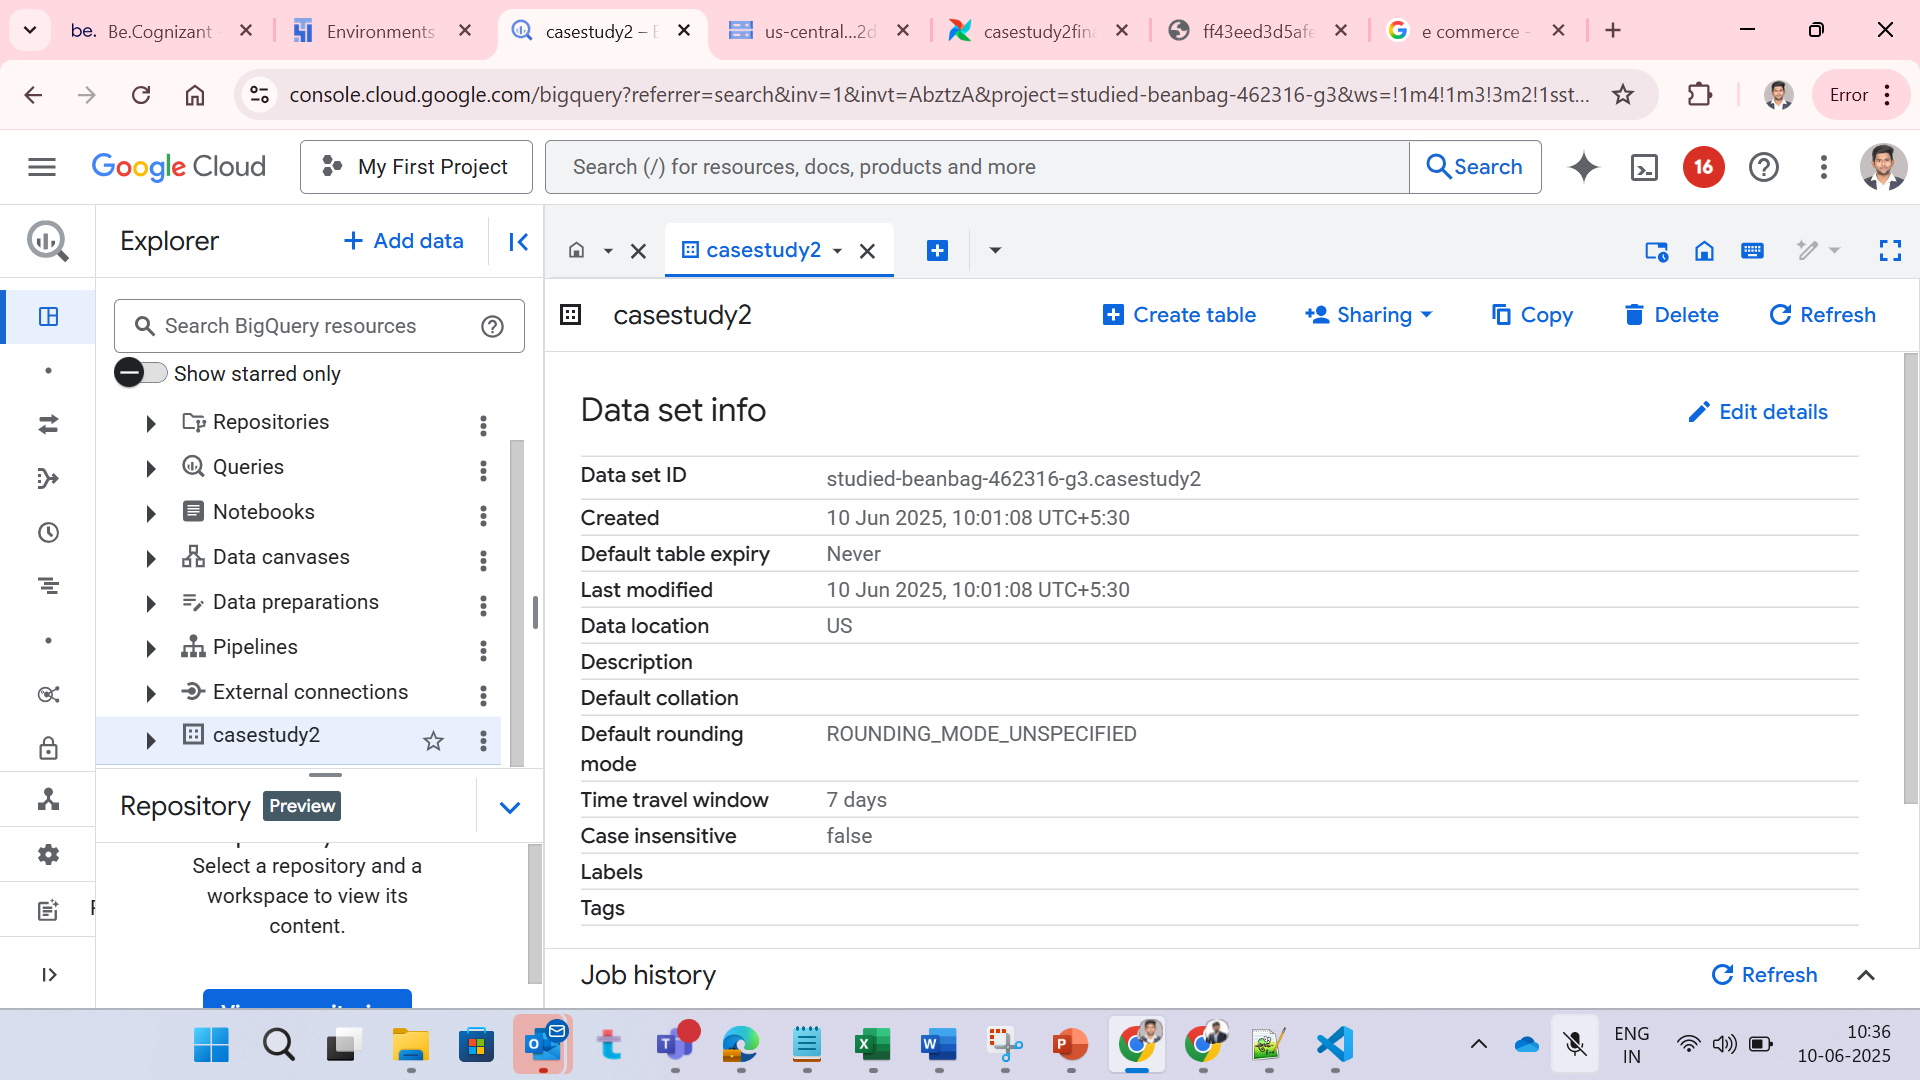 be. Be.Cognizant
Environments
casestudy2 – B
us-central...2d
casestudy2fina
ff43eed3d5afe
e commerce -
console.cloud.google.com/bigquery?referrer=search&inv=1&invt=AbztzA&project=studied-beanbag-462316-g3&ws=!1m4!1m3!3m2!1sst...
Error
Google Cloud
My First Project
Search (/) for resources, docs, products and more
Search
16
Explorer
Add data
casestudy2
Search BigQuery resources
Show starred only
Repositories
Queries
Notebooks
Data canvases
Data preparations
Pipelines
External connections
casestudy2
Repository Preview
Select a repository and a
workspace to view its
content.
casestudy2
Create table
Sharing
Copy
Delete
Refresh
Data set info
Edit details
Data set ID studied-beanbag-462316-g3.casestudy2
Created 10 Jun 2025, 10:01:08 UTC+5:30
Default table expiry Never
Last modified 10 Jun 2025, 10:01:08 UTC+5:30
Data location US
Description
Default collation
Default rounding ROUNDING_MODE_UNSPECIFIED
mode
Time travel window 7 days
Case insensitive false
Labels
Tags
Job history
Refresh
ENG
IN
10:36
10-06-2025